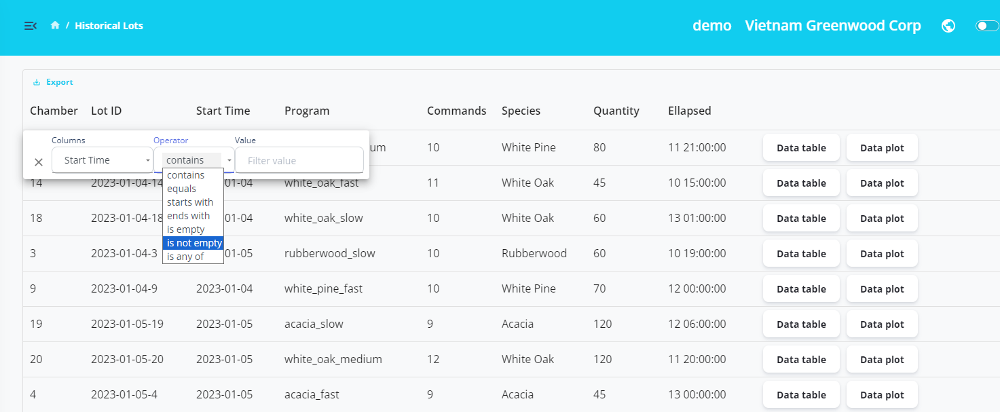 / Historical Lots demo Vietnam Greenwood Corp
Export
Chamber Lot ID Start Time Program Commands Species Quantity Ellapsed
Columns Operator Value
Start Time contains Filter value
um 10 White Pine 80 11 21:00:00 Data table Data plot
contains
equals
starts with
ends with
is empty
is not empty
is any of
14 2023-01-04-14 01-04 white_oak_fast 11 White Oak 45 10 15:00:00 Data table Data plot
18 2023-01-04-18 01-04 white_oak_slow 10 White Oak 60 13 01:00:00 Data table Data plot
3 2023-01-04-3 01-05 rubberwood_slow 10 Rubberwood 60 10 19:00:00 Data table Data plot
9 2023-01-04-9 2023-01-04 white_pine_fast 10 White Pine 70 12 00:00:00 Data table Data plot
19 2023-01-05-19 2023-01-05 acacia_slow 9 Acacia 120 12 06:00:00 Data table Data plot
20 2023-01-05-20 2023-01-05 white_oak_medium 12 White Oak 120 11 20:00:00 Data table Data plot
4 2023-01-05-4 2023-01-05 acacia_fast 9 Acacia 45 13 00:00:00 Data table Data plot